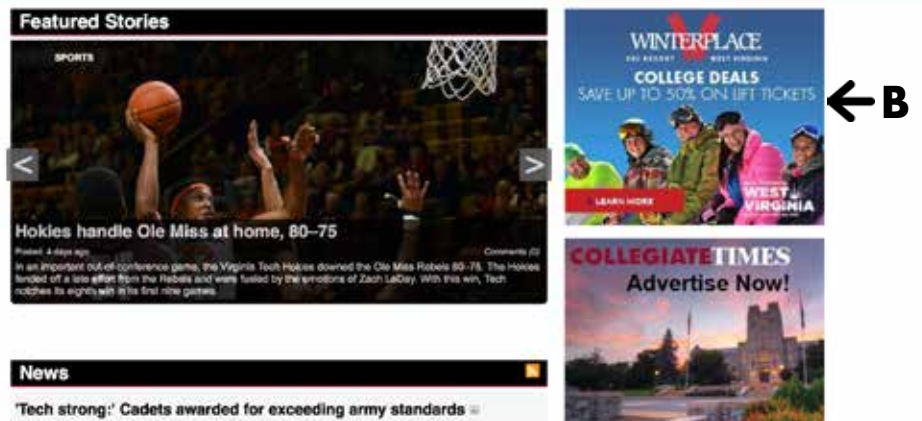 Featured Stories
SPORTS
<
>
Hokies handle Ole Miss at home, 80–75
Posted: 4 days ago
Comments (0)
In an important out-of-conference game, the Virginia Tech Hokies downed the Ole Miss Rebels 80-75. The Hokies
fended off a late effort from the Rebels and were fueled by the emotions of Zach LeDay. With this win, Tech
notches its eighth win in its first nine games.
News
'Tech strong:' Cadets awarded for exceeding army standards
WINTERPLACE
SKI RESORT WEST VIRGINIA
COLLEGE DEALS
SAVE UP TO 50% ON LIFT TICKETS
LEARN MORE
WEST
VIRGINIA
B
COLLEGIATETIMES
Advertise Now!